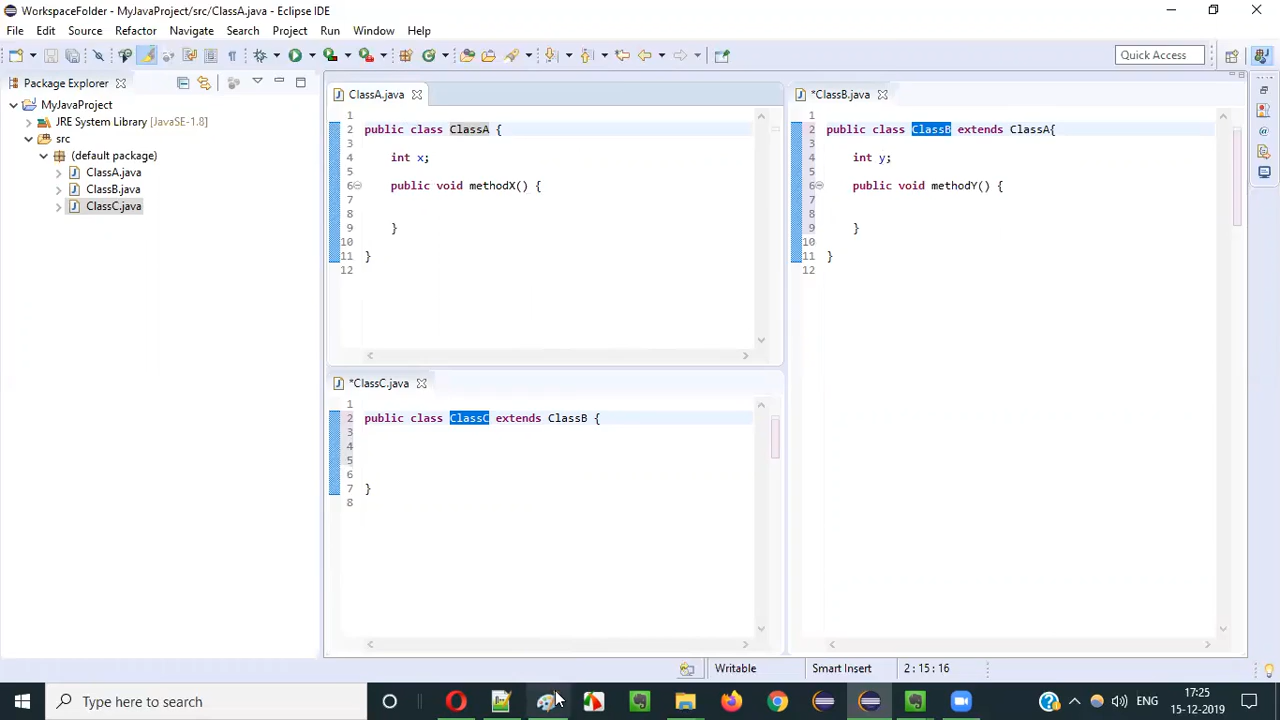 WorkspaceFolder - MyJavaProject/src/ClassA.java - Eclipse IDE
File Edit Source Refactor Navigate Search Project Run Window Help
Quick Access
Package Explorer
MyJavaProject
JRE System Library [JavaSE-1.8]
src
(default package)
ClassA.java
ClassB.java
ClassC.java
ClassA.java
1
2 public class ClassA {
3
4 int x;
5
6 public void methodX() {
7
8
9 }
10
11 }
12
*ClassB.java
1
2 public class ClassB extends ClassA{
3
4 int y;
5
6 public void methodY() {
7
8
9 }
10
11 }
12
*ClassC.java
1
2 public class ClassC extends ClassB {
3
4
5
6
7 }
8
Writable Smart Insert 2 : 15 : 16
Type here to search
ENG
17:25
15-12-2019